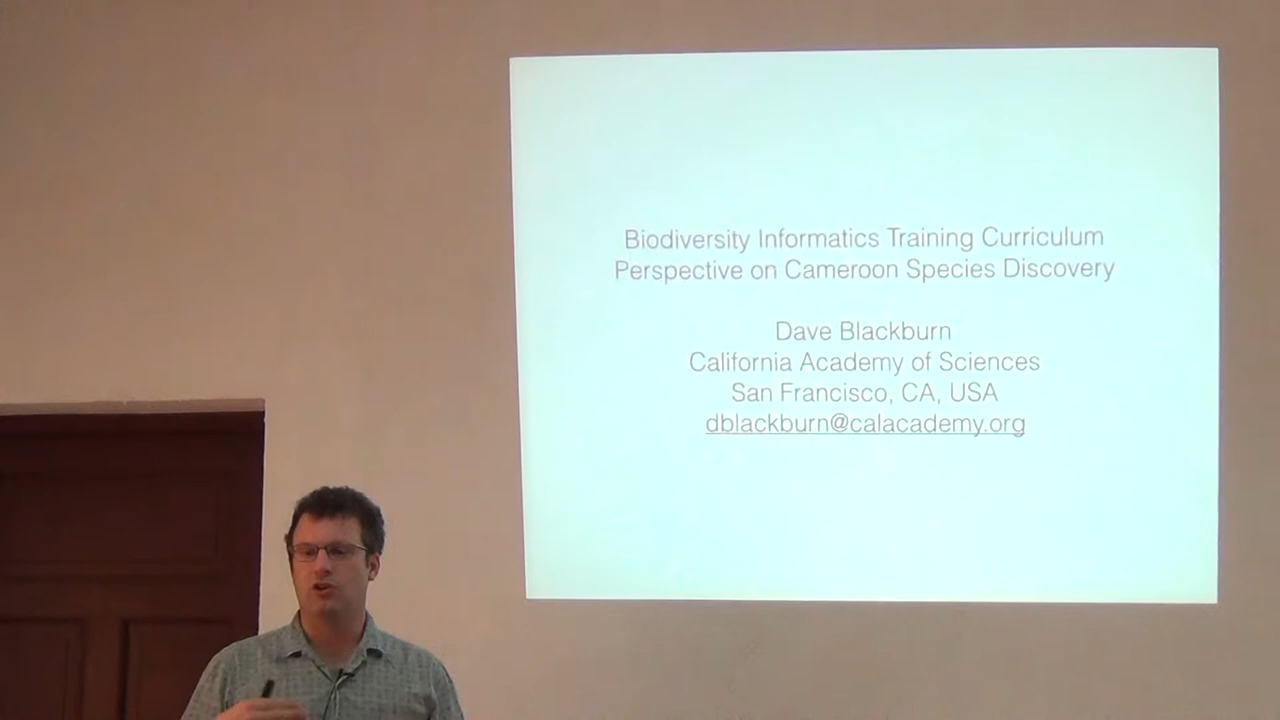 Biodiversity Informatics Training Curriculum
Perspective on Cameroon Species Discovery
Dave Blackburn
California Academy of Sciences
San Francisco, CA, USA
dblackburn@calacademy.org